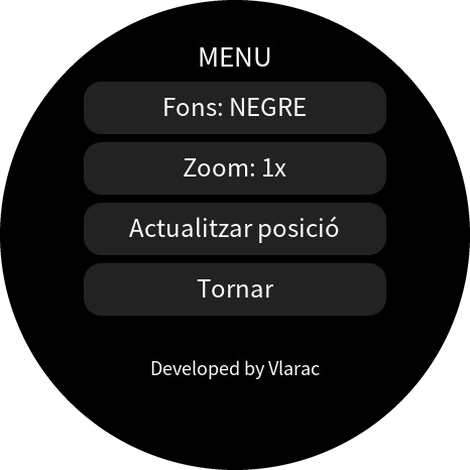 MENU
Fons: NEGRE
Zoom: 1x
Actualitzar posició
Tornar
Developed by Vlarac